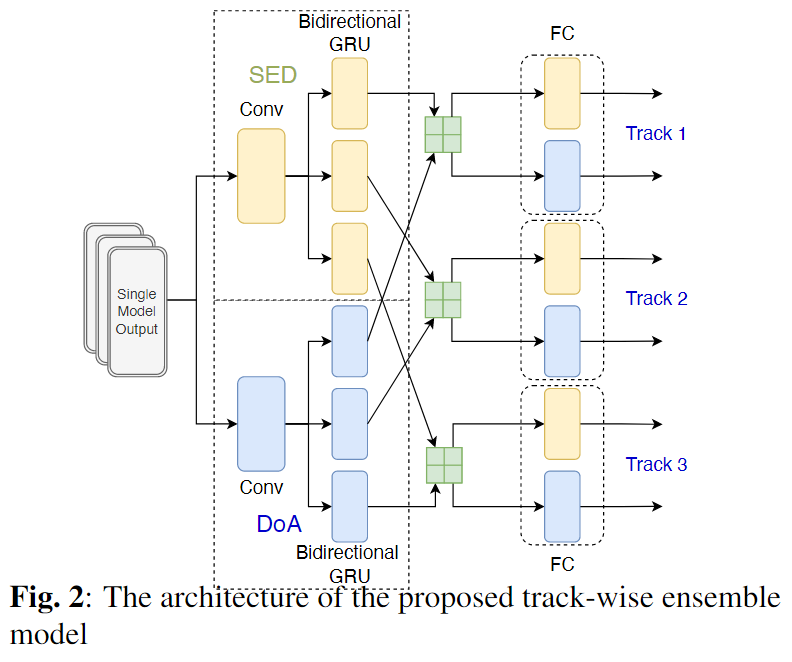 Bidirectional
GRU
FC
SED
Conv
Track 1
Single
Model
Output
Track 2
Track 3
Conv
DoA
Bidirectional
GRU
FC
Fig. 2: The architecture of the proposed track-wise ensemble
model